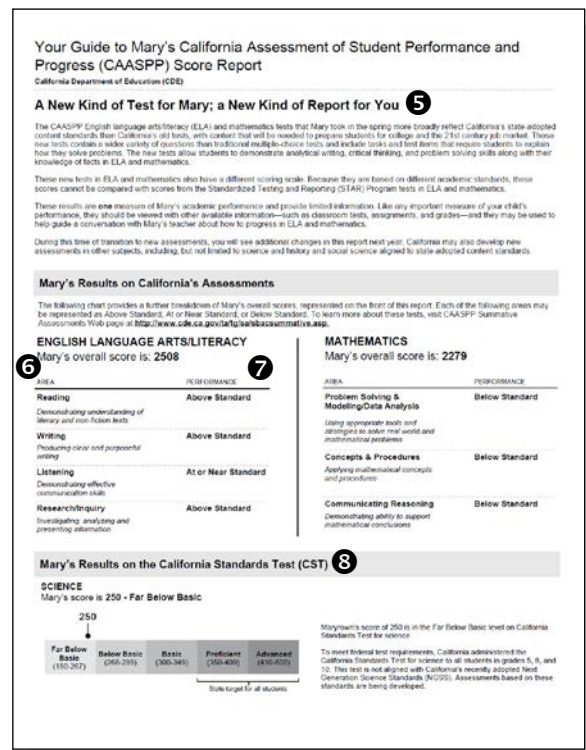 Your Guide to Mary's California Assessment of Student Performance and
Progress (CAASPP) Score Report
California Department of Education (CDE)
A New Kind of Test for Mary; a New Kind of Report for You ❺
The CAASPP English language arts/literacy (ELA) and mathematics tests that Mary took in the spring more broadly reflect California's state-adopted
content standards than California's old tests, with content that will be needed to prepare students for college and the 21st century job market. These
new tests contain a wider variety of questions than traditional multiple-choice tests and include tasks and test items that require students to explain
how they solve problems. The new tests allow students to demonstrate analytical writing, critical thinking, and problem solving skills along with their
knowledge of facts in ELA and mathematics.
These new tests in ELA and mathematics also have a different scoring scale. Because they are based on different academic standards, these
scores cannot be compared with scores from the Standardized Testing and Reporting (STAR) Program tests in ELA and mathematics.
These results are one measure of Mary's academic performance and provide limited information. Like any important measure of your child's
performance, they should be viewed with other available information—such as classroom tests, assignments, and grades—and they may be used to
help guide a conversation with Mary's teacher about how to progress in ELA and mathematics.
During this time of transition to new assessments, you will see additional changes in this report next year. California may also develop new
assessments in other subjects, including, but not limited to science and history and social science aligned to state-adopted content standards.
Mary's Results on California's Assessments
The following chart provides a further breakdown of Mary's overall scores, represented on the front of this report. Each of the following areas may
be represented as Above Standard, At or Near Standard, or Below Standard. To learn more about these tests, visit CAASPP Summative
Assessments Web page at http://www.cde.ca.gov/ta/tg/sa/sbacsummative.asp.
ENGLISH LANGUAGE ARTS/LITERACY
Mary's overall score is: 2508
❻ ❼
AREA PERFORMANCE
Reading Above Standard
Demonstrating understanding of
literary and non-fiction texts
Writing Above Standard
Producing clear and purposeful
writing
Listening At or Near Standard
Demonstrating effective
communication skills
Research/Inquiry Above Standard
Investigating, analyzing and
presenting information
MATHEMATICS
Mary's overall score is: 2279
AREA PERFORMANCE
Problem Solving & Below Standard
Modeling/Data Analysis
Using appropriate tools and
strategies to solve real world and
mathematical problems
Concepts & Procedures Below Standard
Applying mathematical concepts
and procedures
Communicating Reasoning Below Standard
Demonstrating ability to support
mathematical conclusions
Mary's Results on the California Standards Test (CST) ❽
SCIENCE
Mary's score is 250 - Far Below Basic
250
Far Below
Basic
(150-267)
Below Basic
(268-299)
Basic
(300-349)
Proficient
(350-409)
Advanced
(410-600)
State target for all students
Maryrown's score of 250 is in the Far Below Basic level on California
Standards Test for science
To meet federal test requirements, California administered the
California Standards Test for science to all students in grades 5, 8, and
10. This test is not aligned with California's recently adopted Next
Generation Science Standards (NGSS). Assessments based on these
standards are being developed.